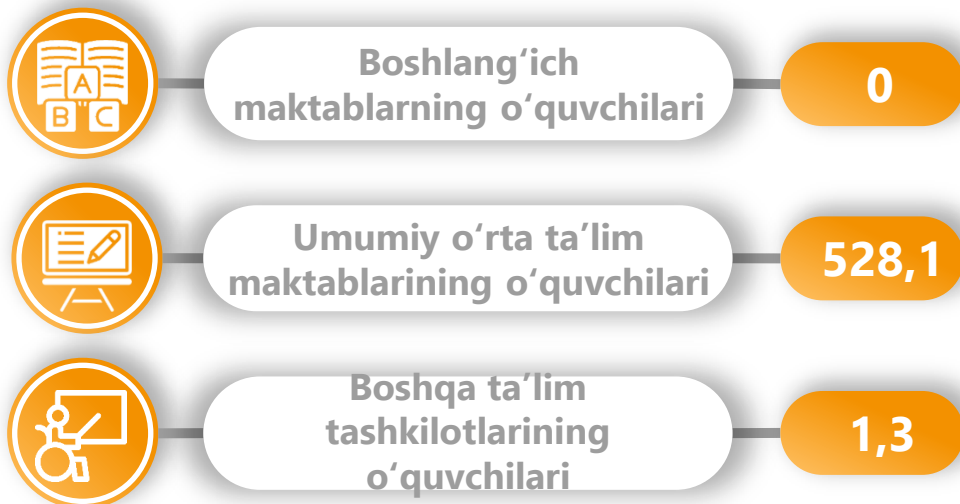 A
B C
Boshlang‘ich
maktablarning o‘quvchilari
0
Umumiy o‘rta ta’lim
maktablarining o‘quvchilari
528,1
Boshqa ta’lim
tashkilotlarining
o‘quvchilari
1,3